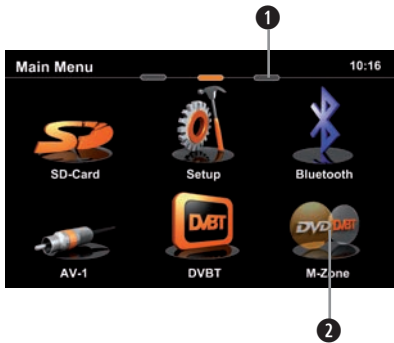 1
Main Menu 10:16
SD
SD-Card Setup Bluetooth
DVBT DVD DVBT
AV-1 DVBT M-Zone
2